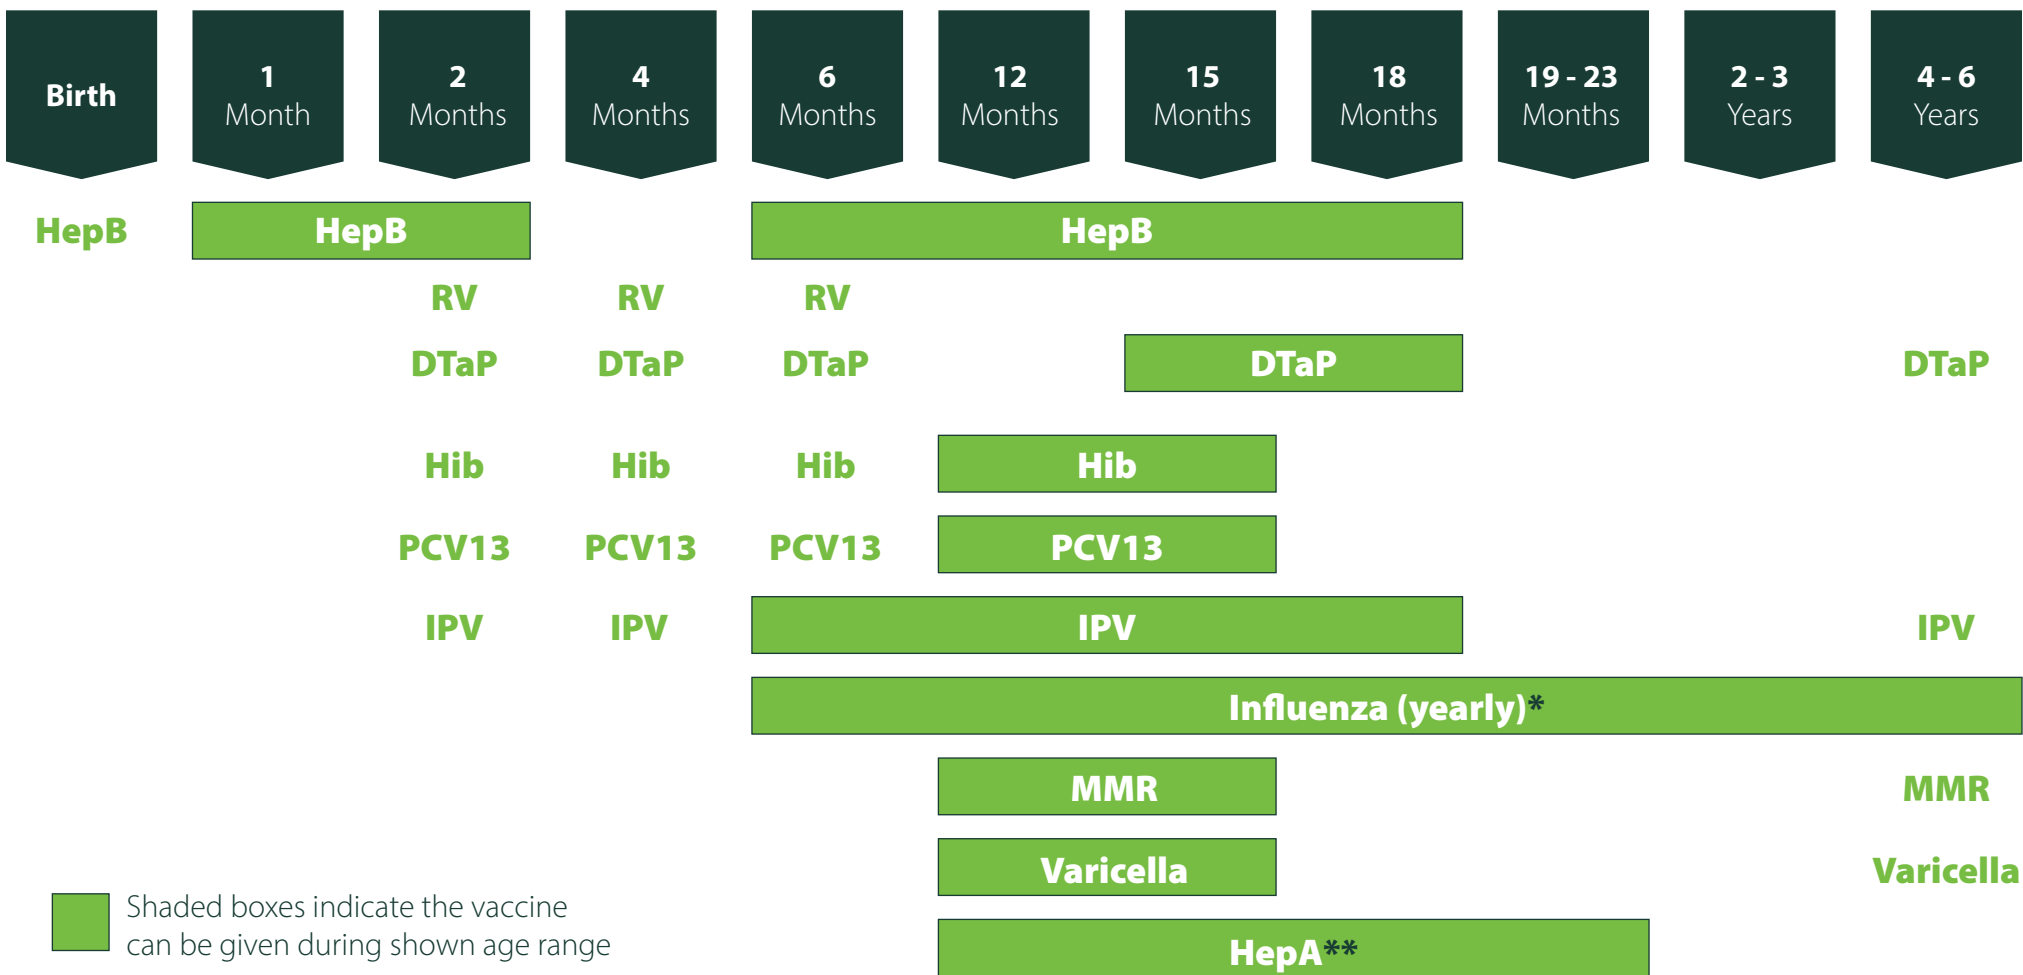 Birth
1
Month
2
Months
4
Months
6
Months
12
Months
15
Months
18
Months
19 - 23
Months
2 - 3
Years
4 - 6
Years
HepB HepB HepB
RV RV RV
DTaP DTaP DTaP DTaP DTaP
Hib Hib Hib Hib
PCV13 PCV13 PCV13 PCV13
IPV IPV IPV IPV
Influenza (yearly)*
MMR MMR
Varicella Varicella
HepA**
Shaded boxes indicate the vaccine
can be given during shown age range